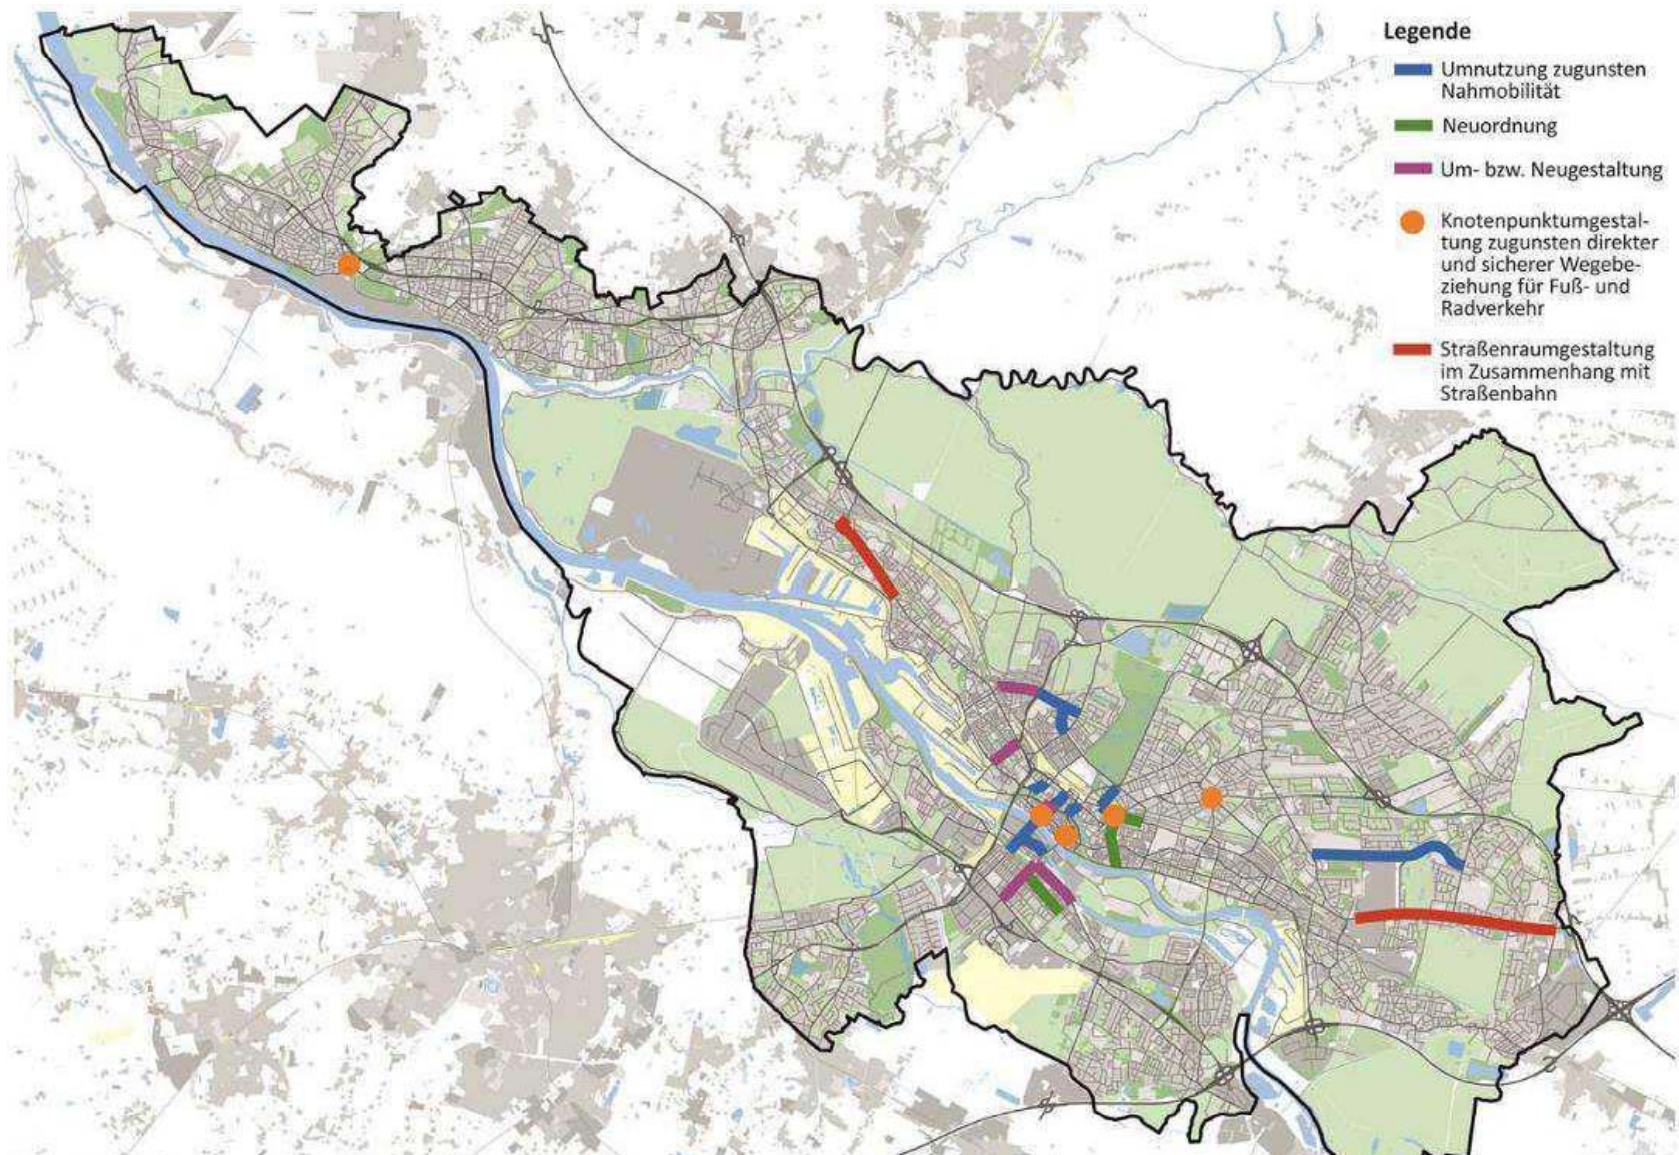 Legende
Umnutzung zugunsten
Nahmobilität
Neuordnung
Um- bzw. Neugestaltung
Knotenpunktumgestal-
tung zugunsten direkter
und sicherer Wegebe-
ziehung für Fuß- und
Radverkehr
Straßenraumgestaltung
im Zusammenhang mit
Straßenbahn